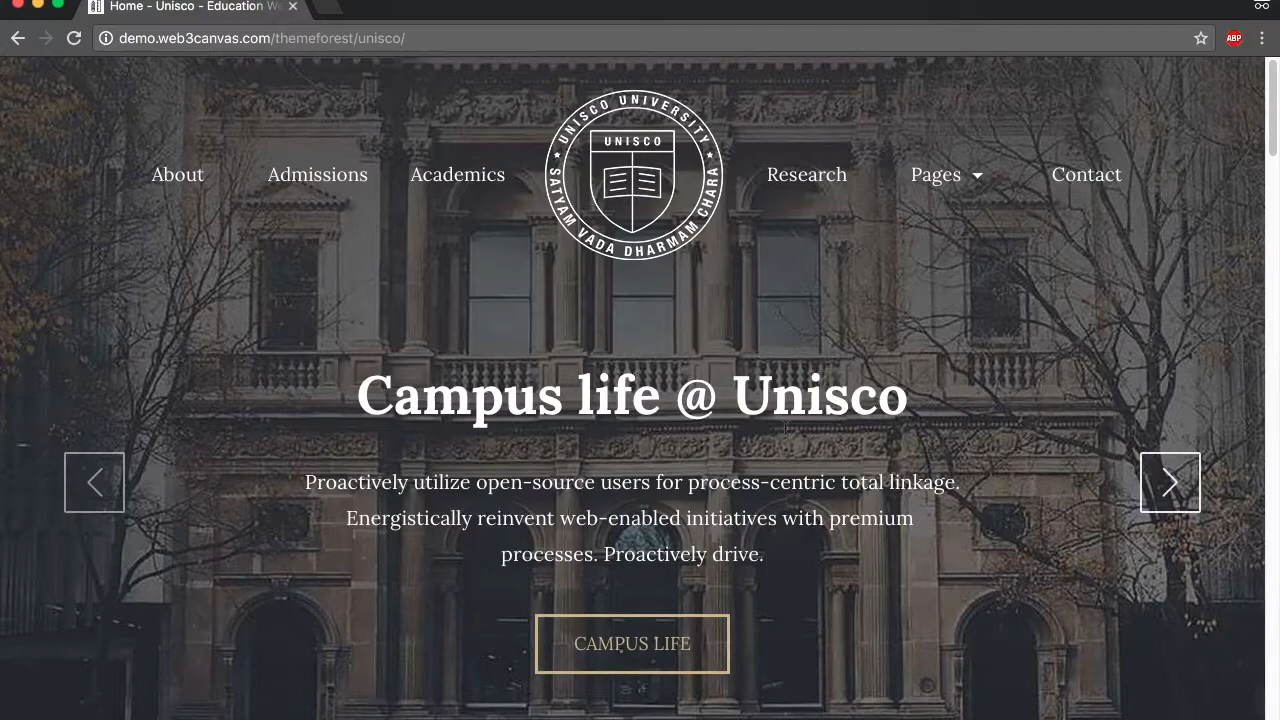 Home - Unisco - Education We
demo.web3canvas.com/themeforest/unisco/
ABP
About
Admissions
Academics
UNISCO UNIVERSITY
UNISCO
SATYAM VADA DHARMAM CHARA
Research
Pages
Contact
Campus life @ Unisco
Proactively utilize open-source users for process-centric total linkage.
Energistically reinvent web-enabled initiatives with premium
processes. Proactively drive.
CAMPUS LIFE